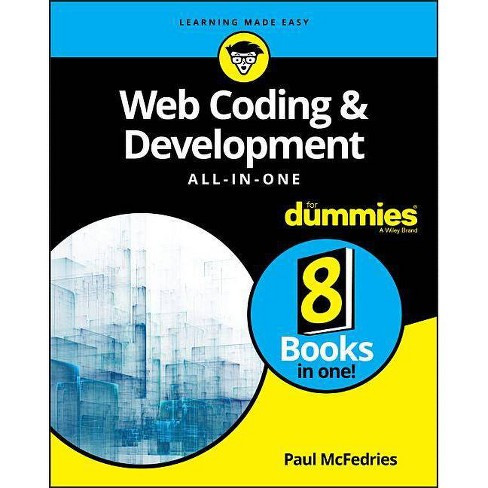 LEARNING MADE EASY
Web Coding &
Development
ALL-IN-ONE
for
dummies®
A Wiley Brand
8
Books
in one!
Paul McFedries